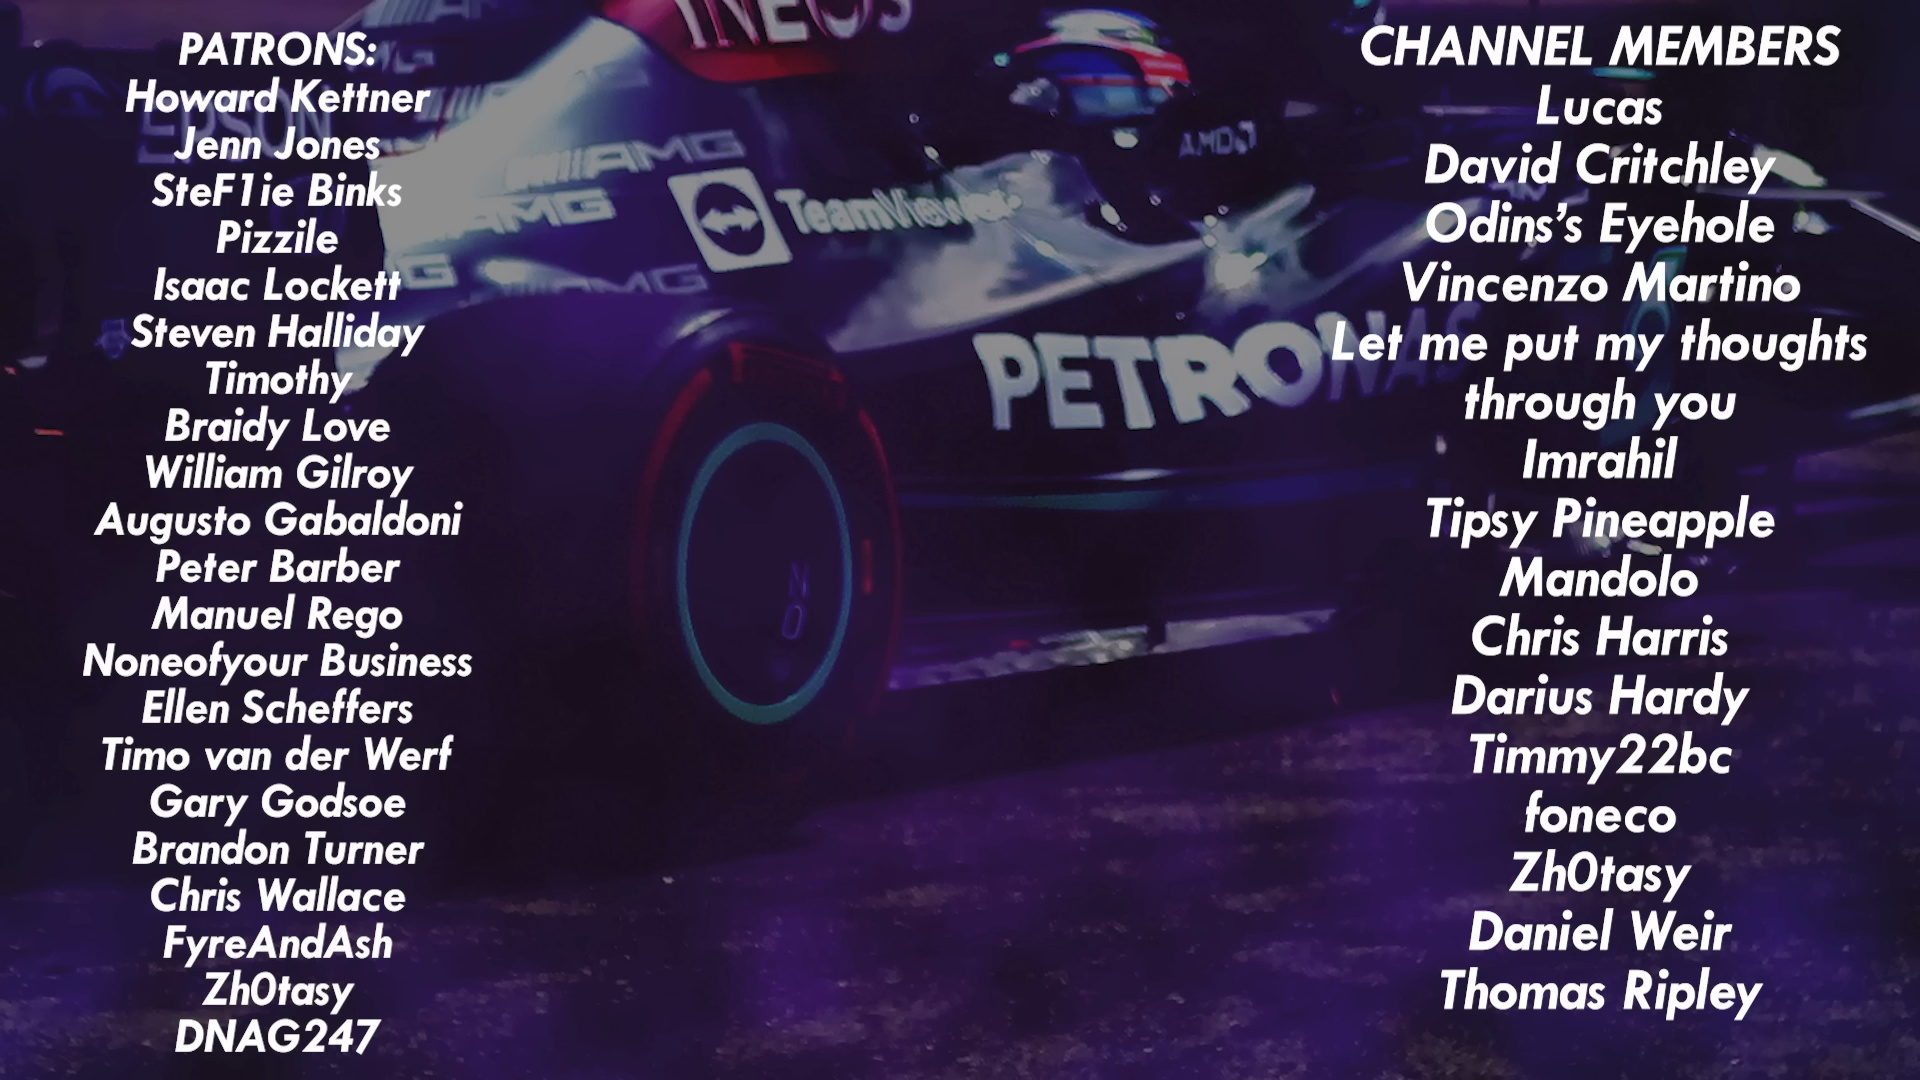 PATRONS:
Howard Kettner
Jenn Jones
SteF1ie Binks
Pizzile
Isaac Lockett
Steven Halliday
Timothy
Braidy Love
William Gilroy
Augusto Gabaldoni
Peter Barber
Manuel Rego
Noneofyour Business
Ellen Scheffers
Timo van der Werf
Gary Godsoe
Brandon Turner
Chris Wallace
FyreAndAsh
Zh0tasy
DNAG247
CHANNEL MEMBERS
Lucas
David Critchley
Odins’s Eyehole
Vincenzo Martino
Let me put my thoughts
through you
Imrahil
Tipsy Pineapple
Mandolo
Chris Harris
Darius Hardy
Timmy22bc
foneco
Zh0tasy
Daniel Weir
Thomas Ripley
INEOS
EPSON
AMG
AMG
AMG
TeamViewer
AMD
PETRONAS